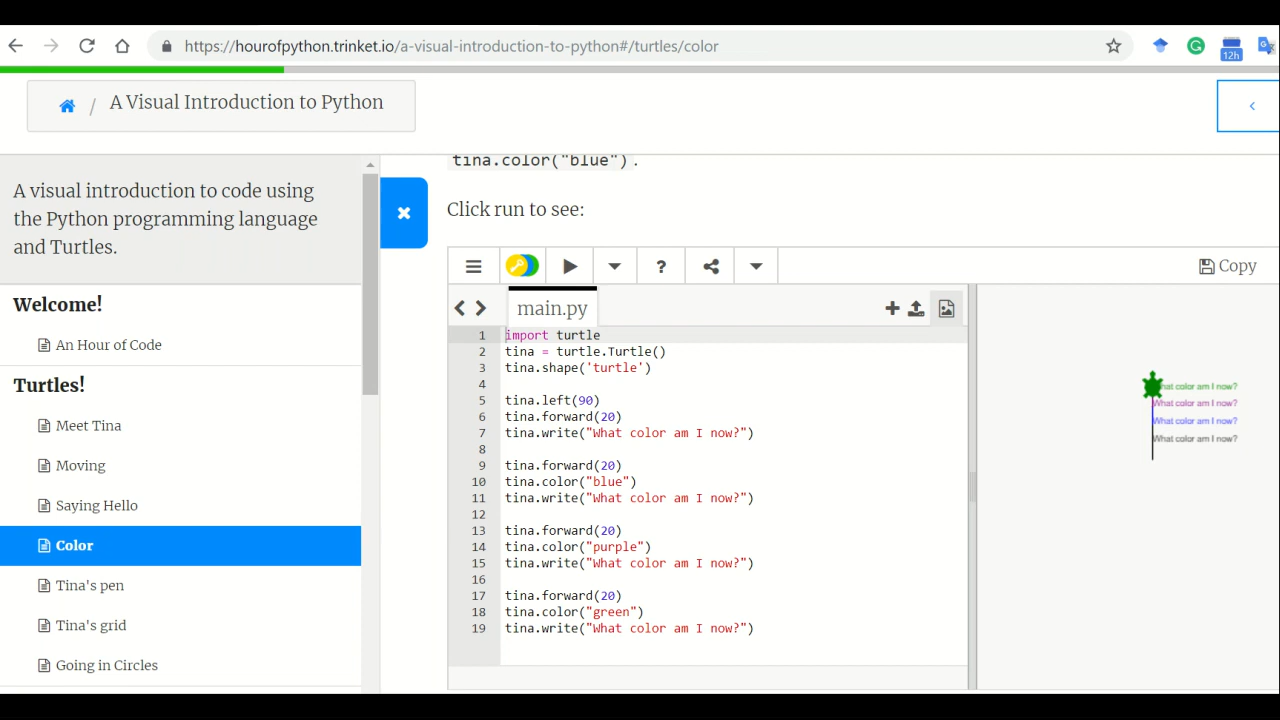 https://hourofpython.trinket.io/a-visual-introduction-to-python#/turtles/color
12h
/ A Visual Introduction to Python
A visual introduction to code using
the Python programming language
and Turtles.
Welcome!
An Hour of Code
Turtles!
Meet Tina
Moving
Saying Hello
Color
Tina's pen
Tina's grid
Going in Circles
tina.color("blue").
Click run to see:
?
Copy
main.py
1 import turtle
2 tina = turtle.Turtle()
3 tina.shape('turtle')
4
5 tina.left(90)
6 tina.forward(20)
7 tina.write("What color am I now?")
8
9 tina.forward(20)
10 tina.color("blue")
11 tina.write("What color am I now?")
12
13 tina.forward(20)
14 tina.color("purple")
15 tina.write("What color am I now?")
16
17 tina.forward(20)
18 tina.color("green")
19 tina.write("What color am I now?")
hat color am I now?
What color am I now?
What color am I now?
What color am I now?